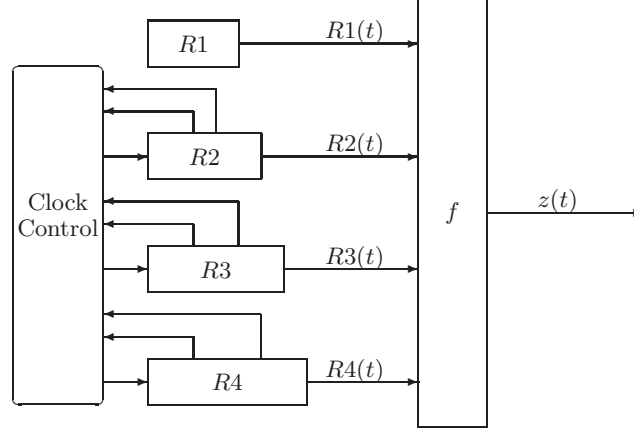 R1
R1(t)
R2
R2(t)
Clock
Control
f
z(t)
R3
R3(t)
R4
R4(t)